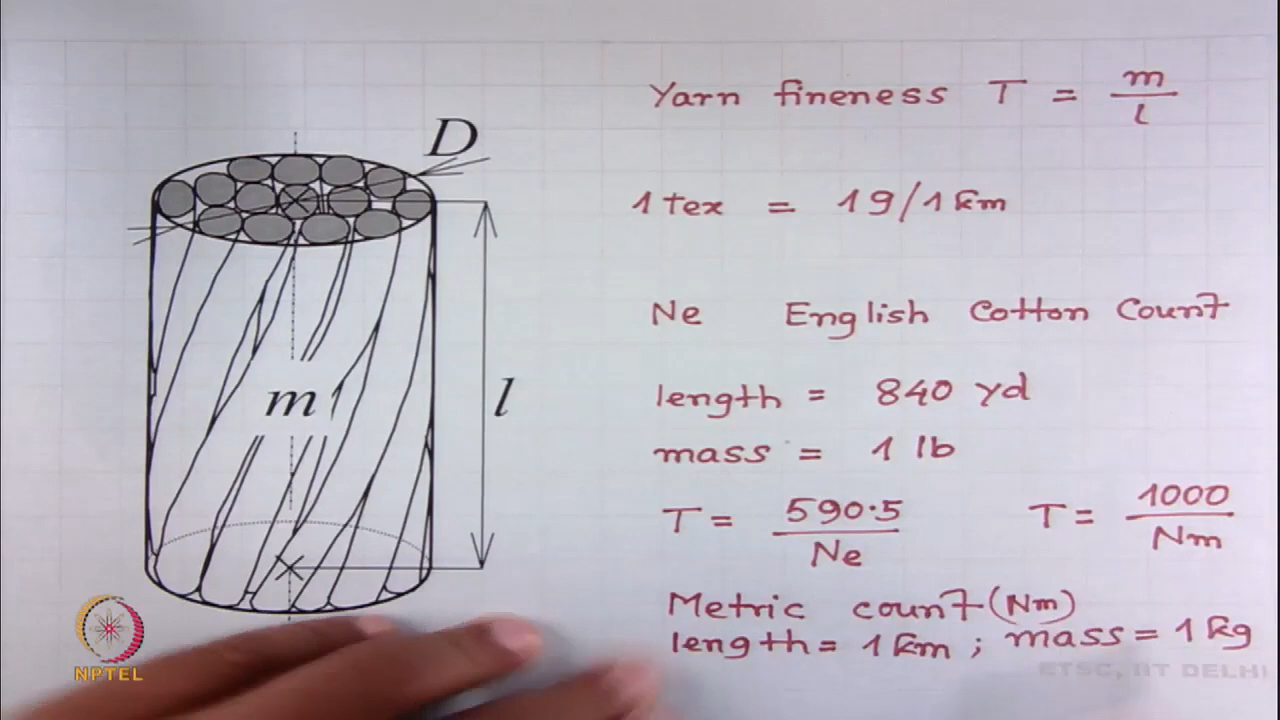 Yarn fineness T = m/l
D
1 tex = 1g/1km
Ne English Cotton Count
l
m
length = 840 yd
mass = 1 lb
T = 590.5/Ne T = 1000/Nm
Metric count (Nm)
length = 1 km ; mass = 1 kg
NPTEL
ETSC, IIT DELHI